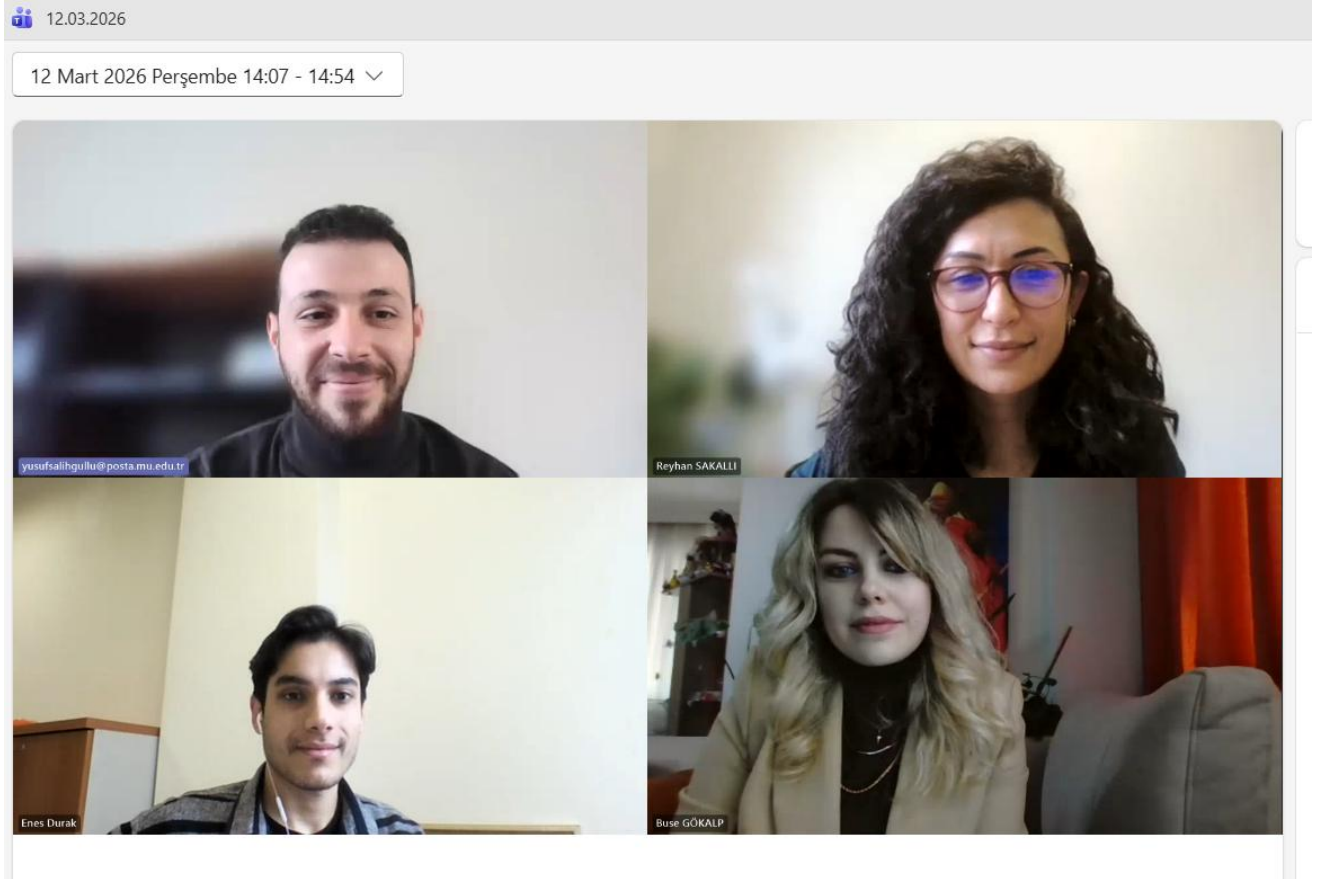 12.03.2026
12 Mart 2026 Perşembe 14:07 - 14:54
yusufsalihgullu@posta.mu.edu.tr
Reyhan SAKALLI
Enes Durak
Buse GÖKALP